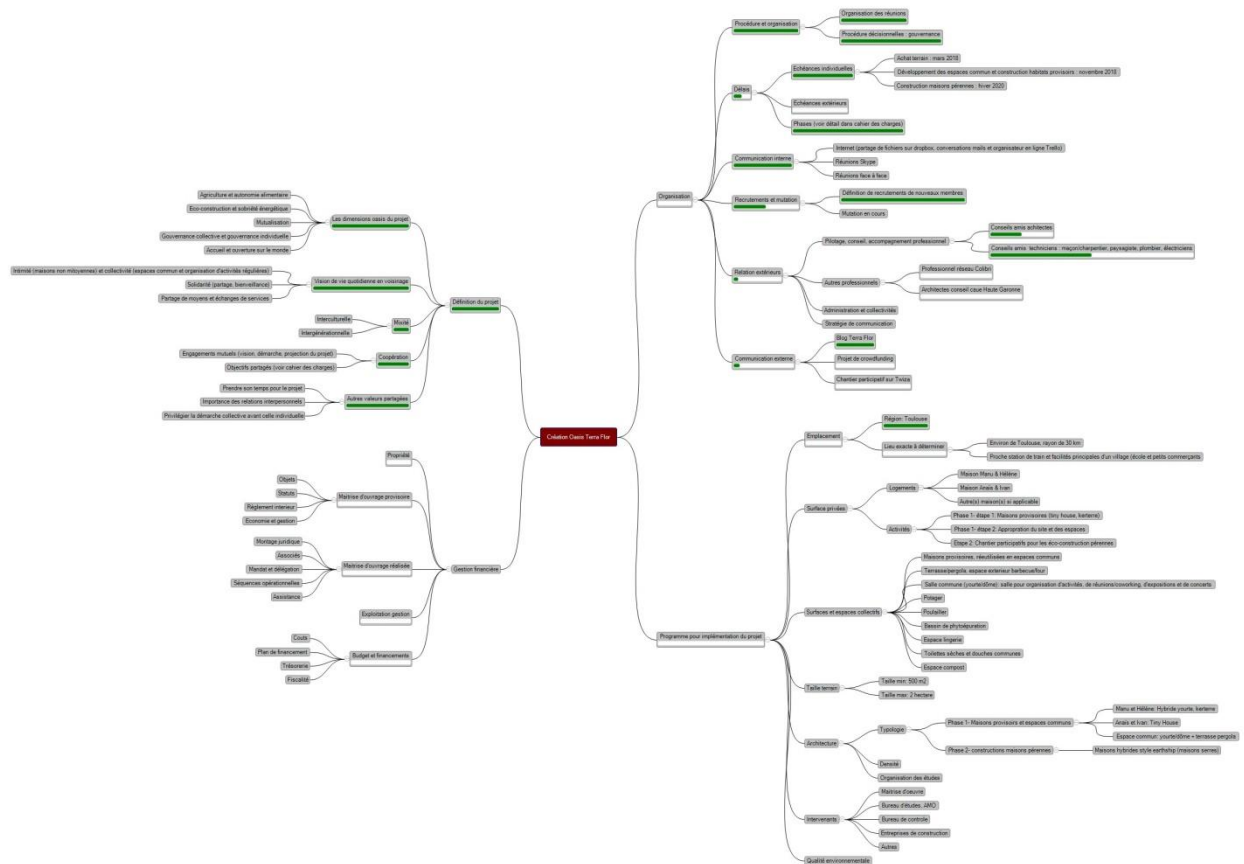 Création Oasis Terra Flor
Définition du projet
Les dimensions oasis du projet
Agriculture et autonomie alimentaire
Eco-construction et sobriété énergétique
Mutualisation
Gouvernance collective et gouvernance individuelle
Accueil et ouverture sur le monde
Vision de vie quotidienne en voisinage
Intimité (maisons non mitoyennes) et collectivité (espaces commun et organisation d'activités régulières)
Solidarité (partage, bienveillance)
Partage de moyens et échanges de services
Mixité
Interculturelle
Intergénérationnelle
Coopération
Engagements mutuels (vision, démarche, projection du projet)
Objectifs partagés (voir cahier des charges)
Autres valeurs partagées
Prendre son temps pour le projet
Importance des relations interpersonnels
Privilégier la démarche collective avant celle individuelle
Gestion financière
Propriété
Maitrise d'ouvrage provisoire
Objets
Statuts
Réglement interieur
Economie et gestion
Maitrise d'ouvrage réalisée
Montage juridique
Associés
Mandat et délégation
Séquences opérationnelles
Assistance
Exploitation gestion
Budget et financements
Couts
Plan de financement
Trésorerie
Fiscalité
Organisation
Procédure et organisation
Organisation des réunions
Procédure décisionnelles : gouvernance
Délais
Echéances individuelles
Achat terrain : mars 2018
Développement des espaces commun et construction habitats provisoirs : novembre 2018
Construction maisons pérennes : hiver 2020
Echéances extérieurs
Phases (voir détail dans cahier des charges)
Communication interne
Internet (partage de fichiers sur dropbox, conversations mails et organisateur en ligne Trello)
Réunions Skype
Réunions face à face
Recrutements et mutation
Définition de recrutements de nouveaux membres
Mutation en cours
Relation extérieurs
Pilotage, conseil, accompagnement professionnel
Conseils amis achitectes
Conseils amis techniciens : maçon/charpentier, paysagiste, plombier, électriciens
Autres professionnels
Professionnel réseau Colibri
Architectes conseil caue Haute Garonne
Administration et collectivités
Stratégie de communication
Communication externe
Blog Terra Flor
Projet de crowdfunding
Chantier participatif sur Twiza
Programme pour implémentation du projet
Emplacement
Région: Toulouse
Lieu exacte à déterminer
Environ de Toulouse, rayon de 30 km
Proche station de train et facilités principales d'un village (école et petits commerçants
Surface privées
Logements
Maison Manu & Hélène
Maison Anaïs & Ivan
Autre(s) maison(s) si applicable
Activités
Phase 1- étape 1: Maisons provisoires (tiny house, kerterre)
Phase 1- étape 2: Appropration du site et des espaces
Etape 2: Chantier participatifs pour les éco-construction pérennes
Surfaces et espaces collectifs
Maisons provisoires, réeutilisées en espaces communs
Terrasse/pergola, espace exterieur barbecue/four
Salle commune (yourte/dôme): salle pour organisation d'activités, de réunions/coworking, d'expositions et de concerts
Potager
Poulailler
Bassin de phytoépuration
Espace lingerie
Toilettes sèches et douches communes
Espace compost
Taille terrain
Taille min: 500 m2
Taille max: 2 hectare
Architecture
Typologie
Phase 1- Maisons provisoirs et espaces communs
Manu et Hélène: Hybride yourte, kerterre
Anaïs et Ivan: Tiny House
Espace commun: yourte/dôme + terrasse pergola
Phase 2- constructions maisons pérennes
Maisons hybrides style earthship (maisons serres)
Densité
Organisation des études
Intervenants
Maitrise d'oeuvre
Bureau d'études. AMO
Bureau de controle
Entreprises de construction
Autres
Qualité environnementale